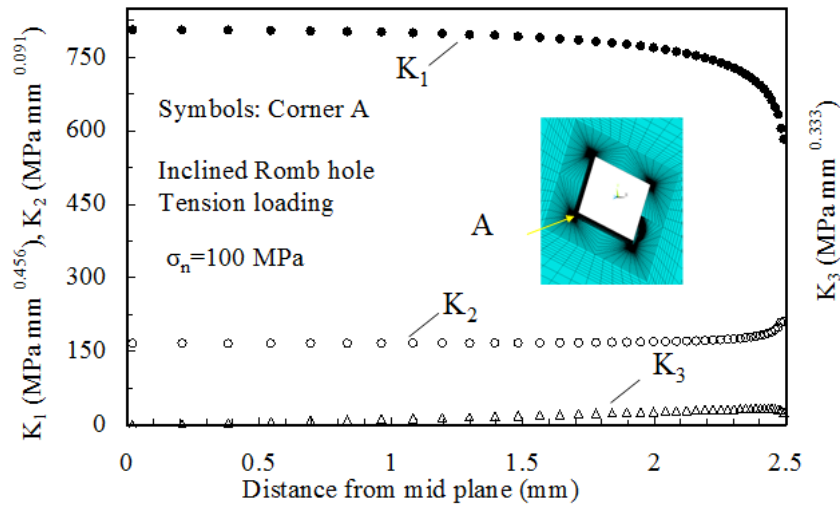 K₁ (MPa mm 0.456), K₂ (MPa mm 0.091)
750
600
450
300
150
0
K₁
Symbols: Corner A
Inclined Romb hole
Tension loading
σₙ=100 MPa
A
K₂
K₃
K₃ (MPa mm 0.333)
0
0.5
1
1.5
2
2.5
Distance from mid plane (mm)